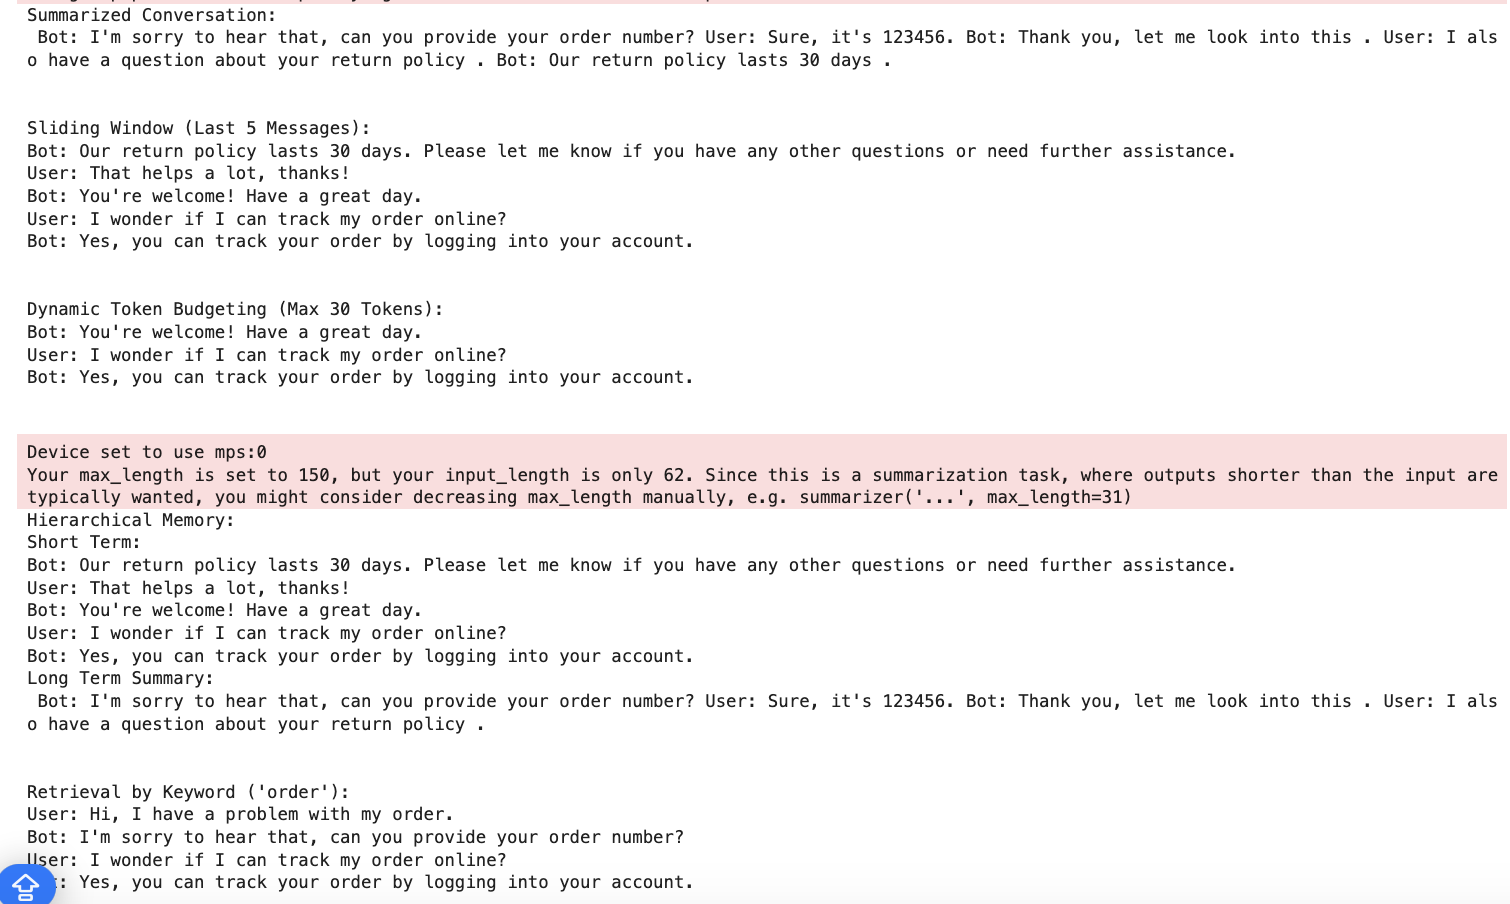 Summarized Conversation:
Bot: I'm sorry to hear that, can you provide your order number? User: Sure, it's 123456. Bot: Thank you, let me look into this . User: I als
o have a question about your return policy . Bot: Our return policy lasts 30 days .
Sliding Window (Last 5 Messages):
Bot: Our return policy lasts 30 days. Please let me know if you have any other questions or need further assistance.
User: That helps a lot, thanks!
Bot: You're welcome! Have a great day.
User: I wonder if I can track my order online?
Bot: Yes, you can track your order by logging into your account.
Dynamic Token Budgeting (Max 30 Tokens):
Bot: You're welcome! Have a great day.
User: I wonder if I can track my order online?
Bot: Yes, you can track your order by logging into your account.
Device set to use mps:0
Your max_length is set to 150, but your input_length is only 62. Since this is a summarization task, where outputs shorter than the input are
typically wanted, you might consider decreasing max_length manually, e.g. summarizer('...', max_length=31)
Hierarchical Memory:
Short Term:
Bot: Our return policy lasts 30 days. Please let me know if you have any other questions or need further assistance.
User: That helps a lot, thanks!
Bot: You're welcome! Have a great day.
User: I wonder if I can track my order online?
Bot: Yes, you can track your order by logging into your account.
Long Term Summary:
Bot: I'm sorry to hear that, can you provide your order number? User: Sure, it's 123456. Bot: Thank you, let me look into this . User: I als
o have a question about your return policy .
Retrieval by Keyword ('order'):
User: Hi, I have a problem with my order.
Bot: I'm sorry to hear that, can you provide your order number?
User: I wonder if I can track my order online?
: Yes, you can track your order by logging into your account.